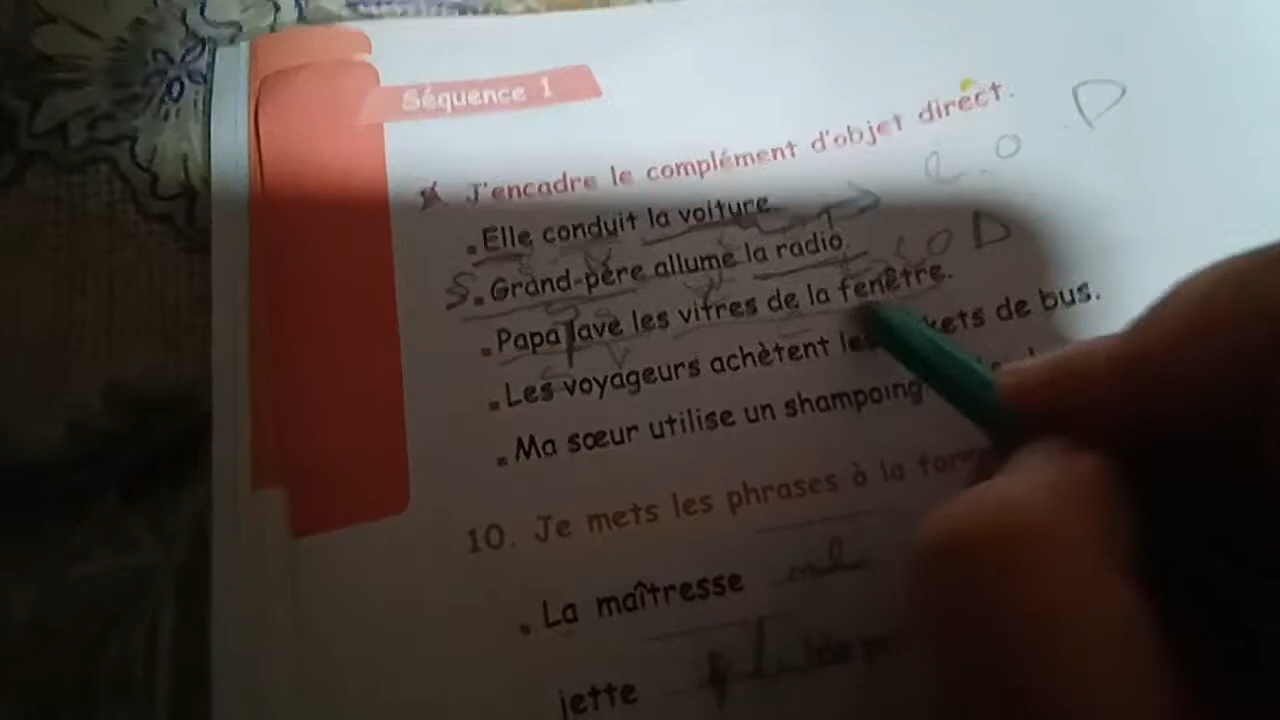 Séquence 1
J'encadre le complément d'objet direct.
C.O.D
Elle conduit la voiture.
S. Grand-père allume la radio.
COD
Papa lave les vitres de la fenêtre.
V
Les voyageurs achètent les de bus.
Ma sœur utilise un shampoing
10. Je mets les phrases à la
La maîtresse
jette